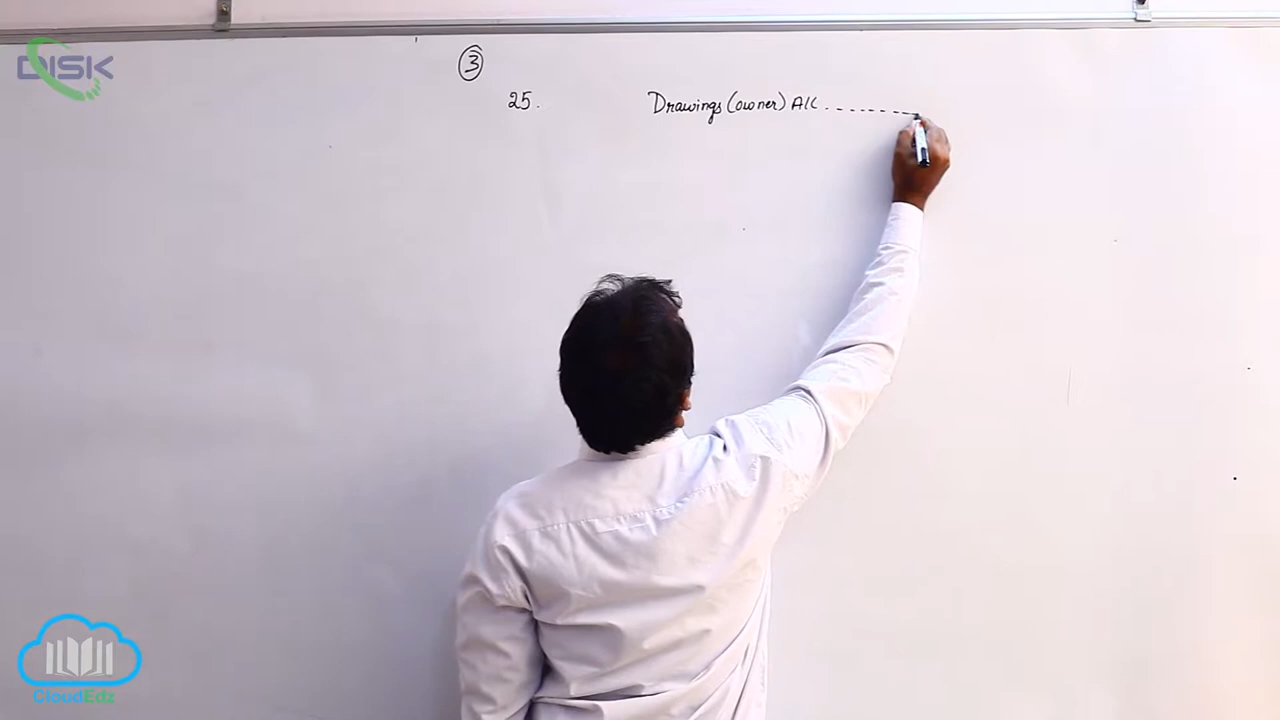 DISK
3
25. Drawings (owner) A/c - - - - - - - -
CloudEdz